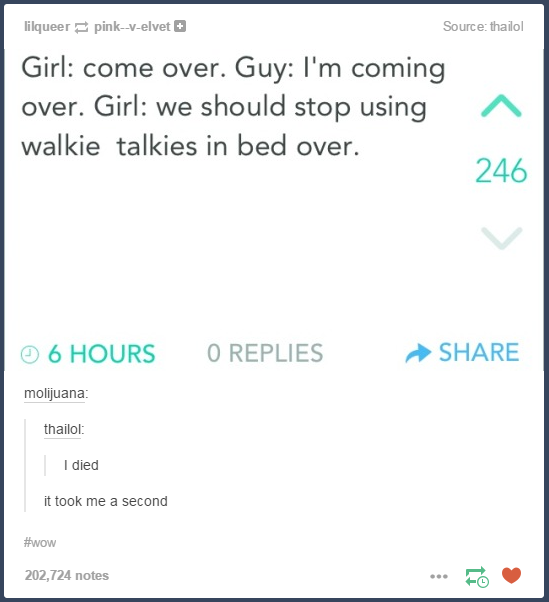 lilqueer pink--v-elvet Source: thailol
Girl: come over. Guy: I'm coming
over. Girl: we should stop using
walkie talkies in bed over.
246
6 HOURS 0 REPLIES SHARE
molijuana:
thailol:
I died
it took me a second
#wow
202,724 notes